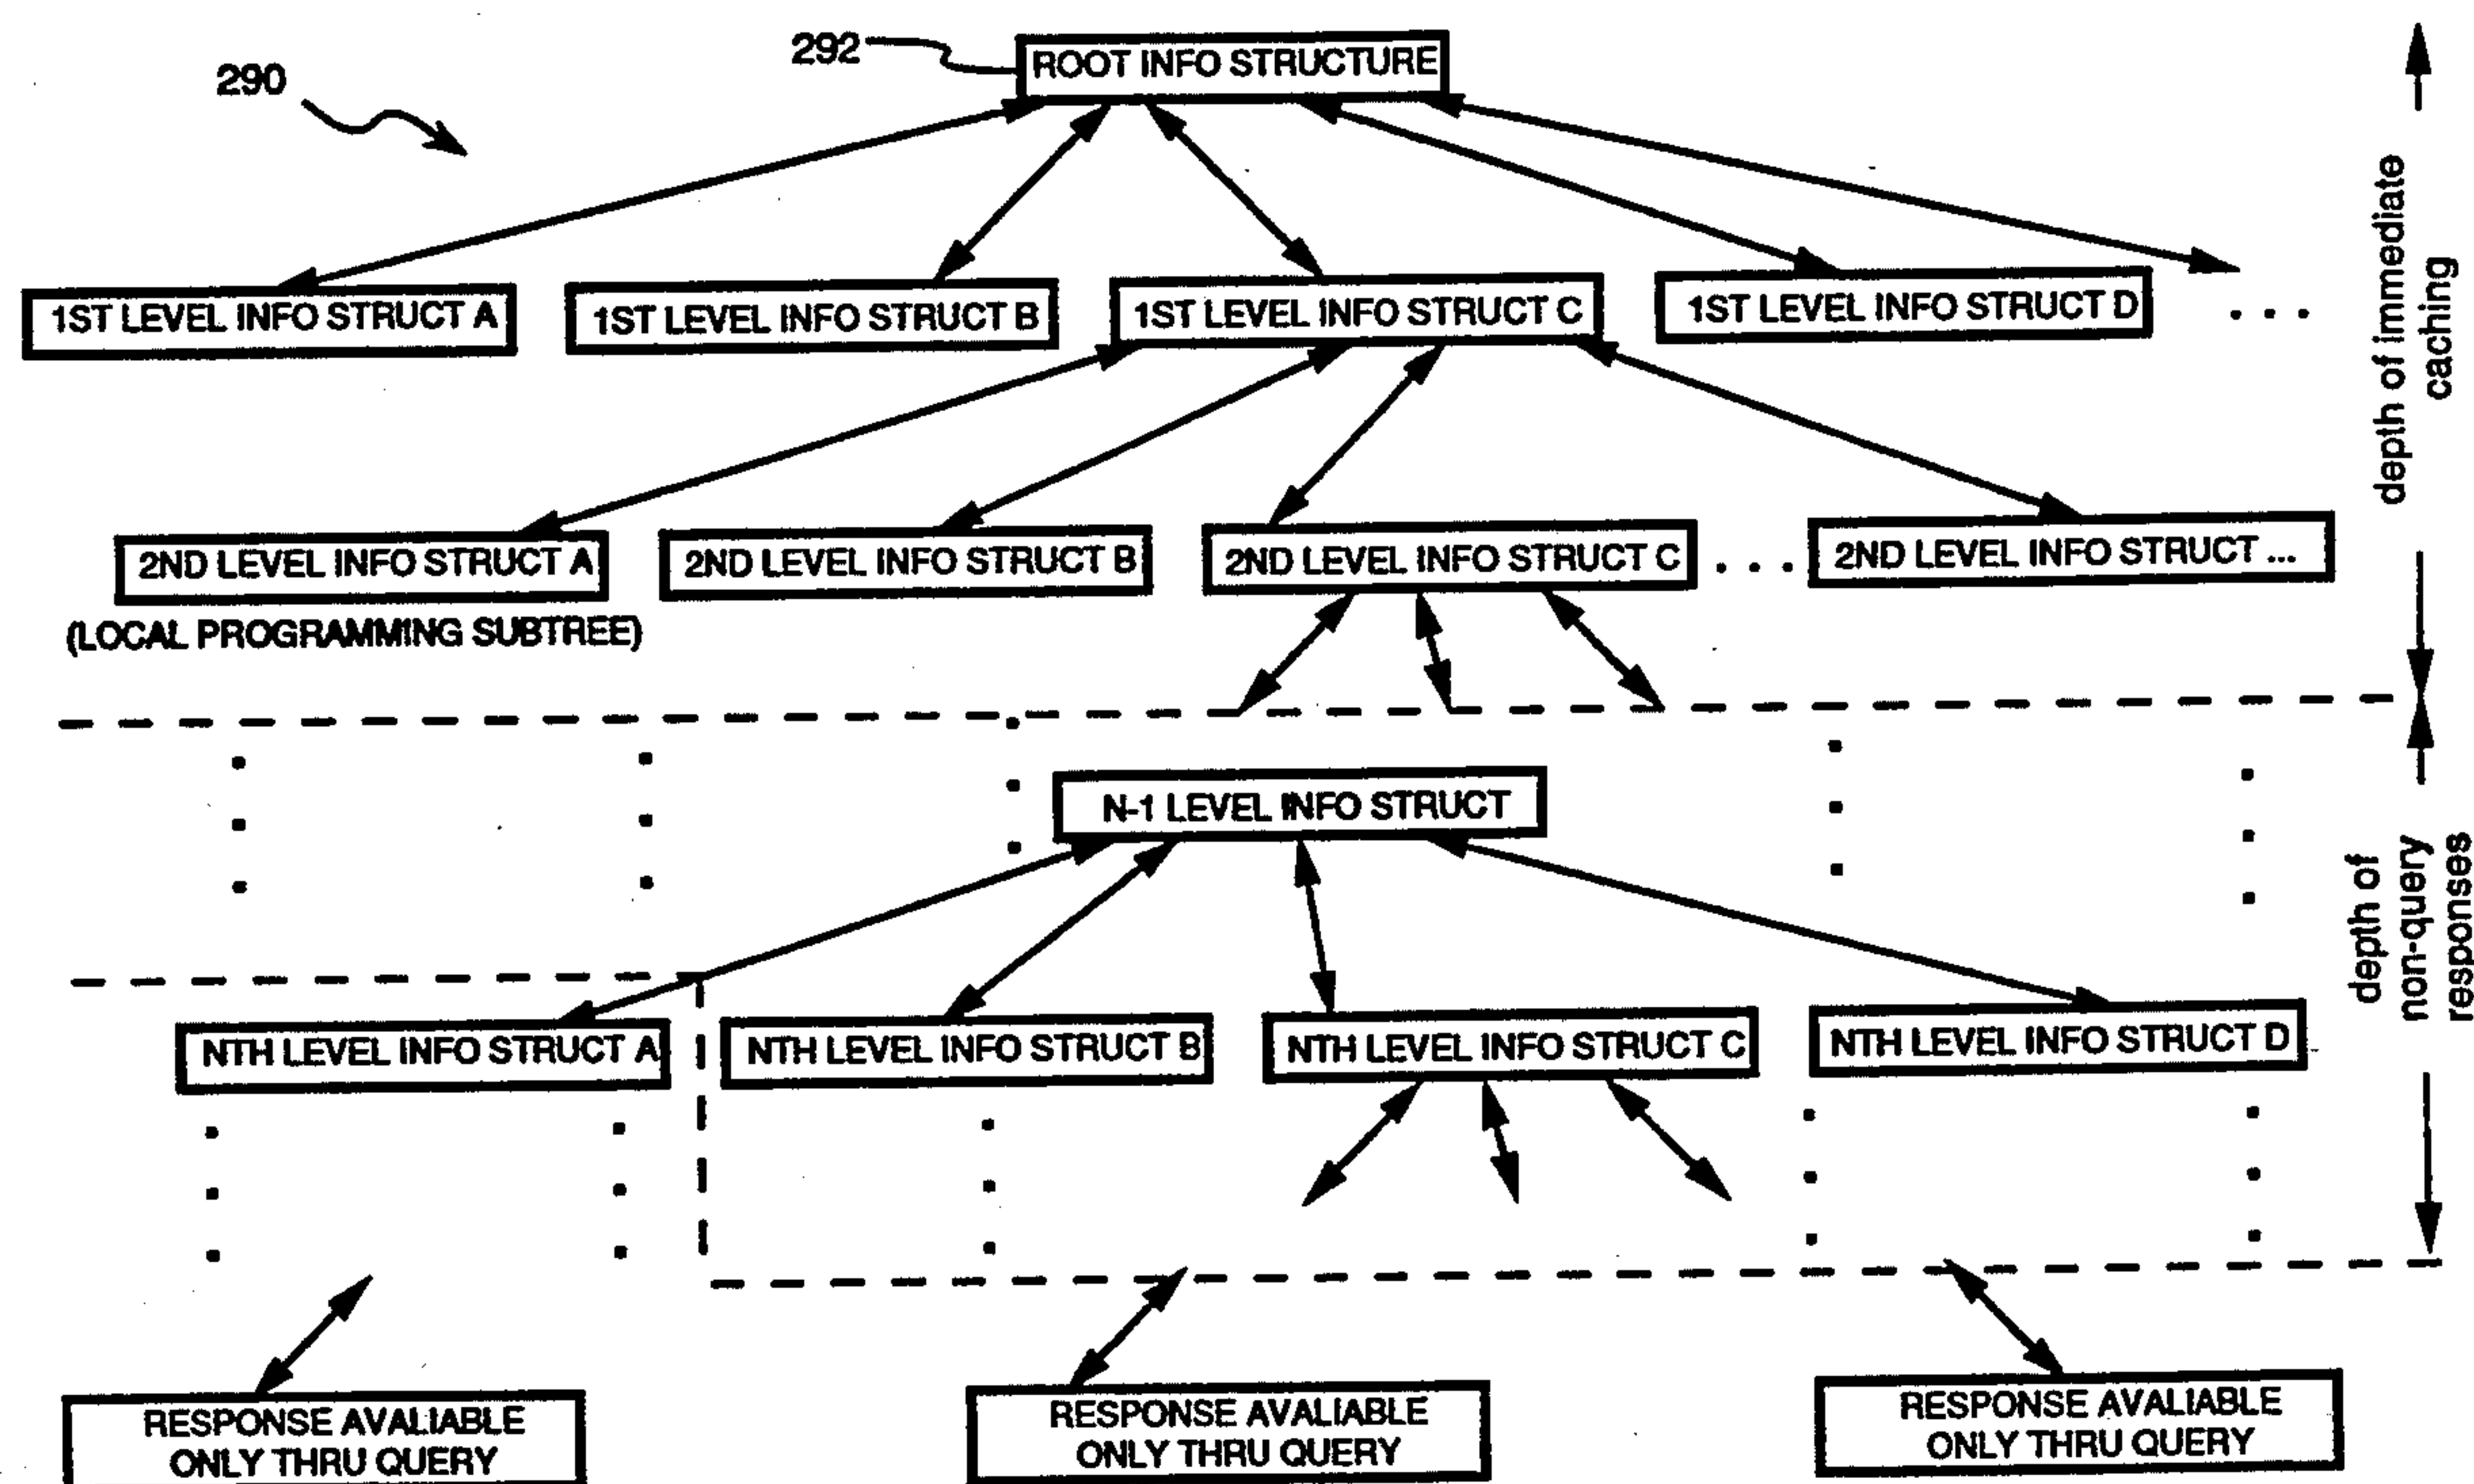 292
ROOT INFO STRUCTURE
290
1ST LEVEL INFO STRUCT A
1ST LEVEL INFO STRUCT B
1ST LEVEL INFO STRUCT C
1ST LEVEL INFO STRUCT D
...
depth of immediate
caching
2ND LEVEL INFO STRUCT A
2ND LEVEL INFO STRUCT B
2ND LEVEL INFO STRUCT C
...
2ND LEVEL INFO STRUCT ...
(LOCAL PROGRAMMING SUBTREE)
N-1 LEVEL INFO STRUCT
depth of
non-query
responses
NTH LEVEL INFO STRUCT A
NTH LEVEL INFO STRUCT B
NTH LEVEL INFO STRUCT C
NTH LEVEL INFO STRUCT D
RESPONSE AVALIABLE
ONLY THRU QUERY
RESPONSE AVALIABLE
ONLY THRU QUERY
RESPONSE AVALIABLE
ONLY THRU QUERY